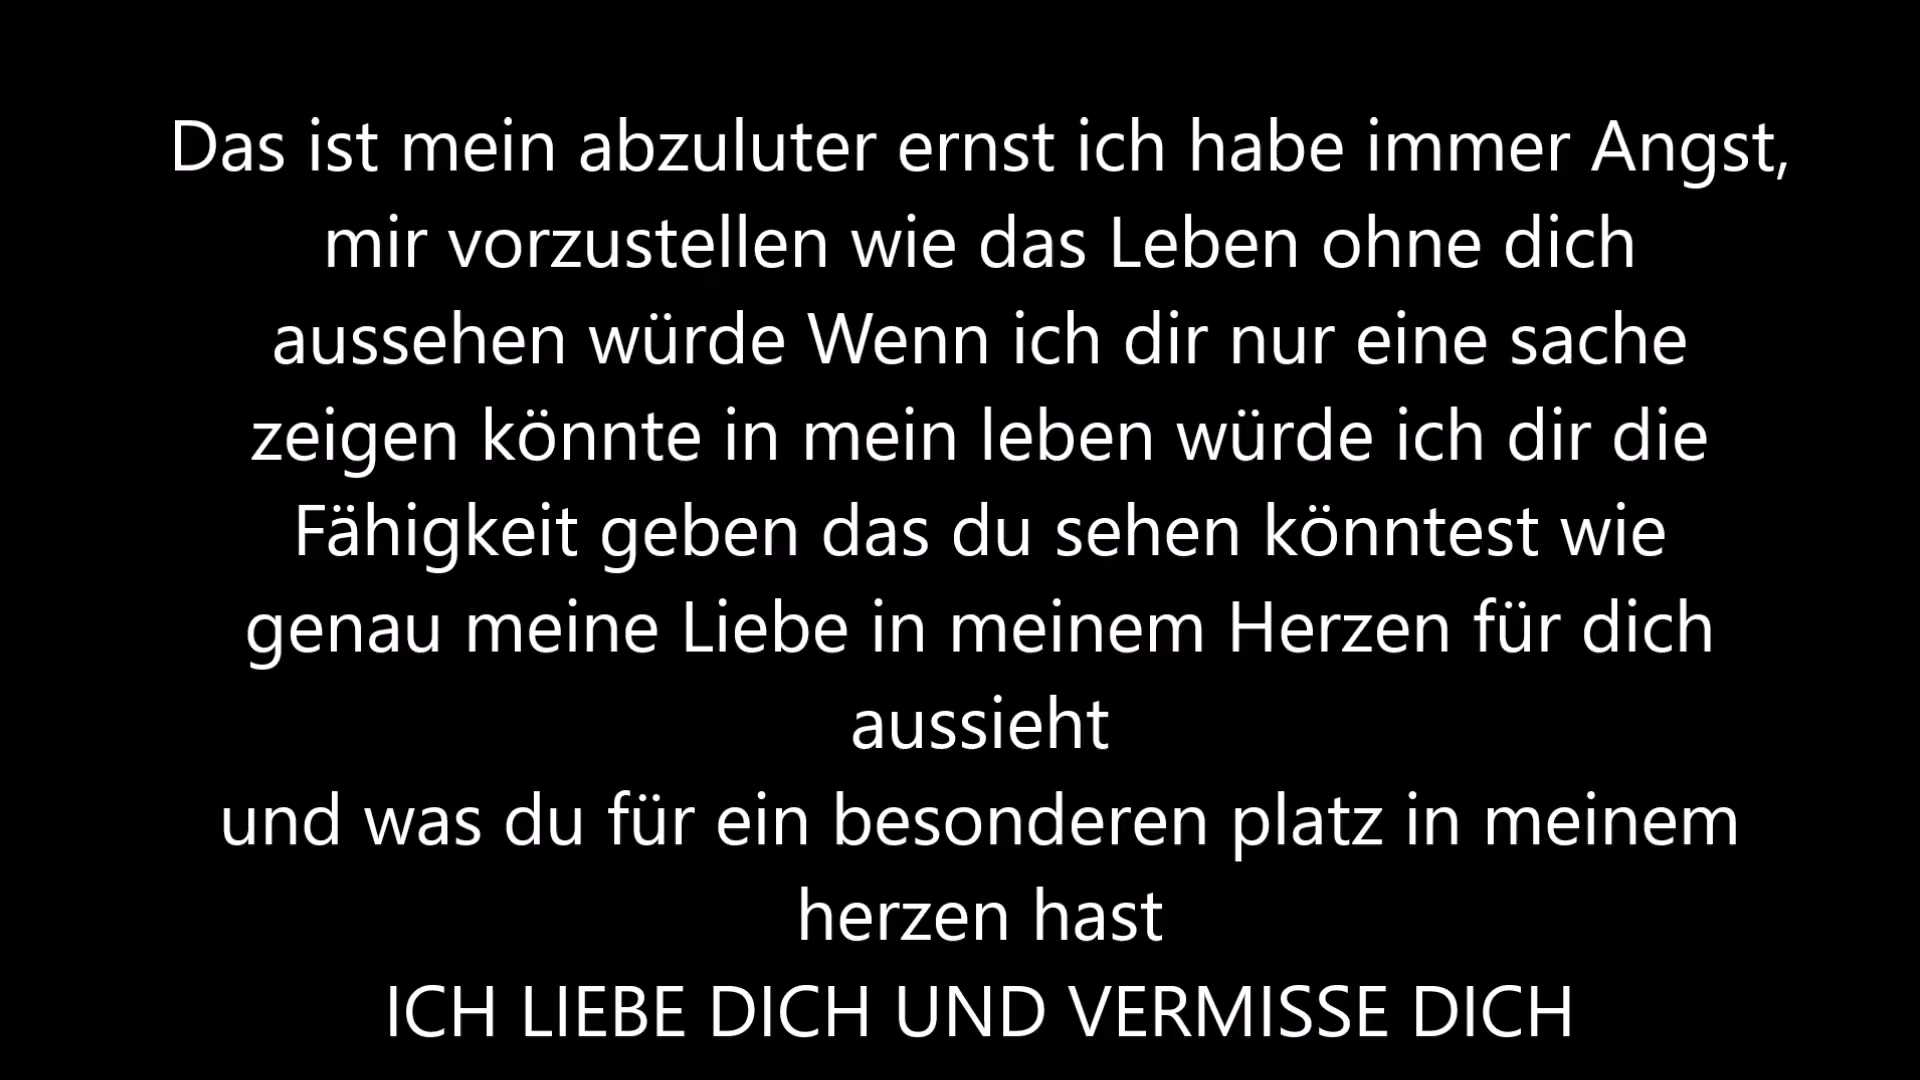 Das ist mein abzuluter ernst ich habe immer Angst,
mir vorzustellen wie das Leben ohne dich
aussehen würde Wenn ich dir nur eine sache
zeigen könnte in mein leben würde ich dir die
Fähigkeit geben das du sehen könntest wie
genau meine Liebe in meinem Herzen für dich
aussieht
und was du für ein besonderen platz in meinem
herzen hast
ICH LIEBE DICH UND VERMISSE DICH